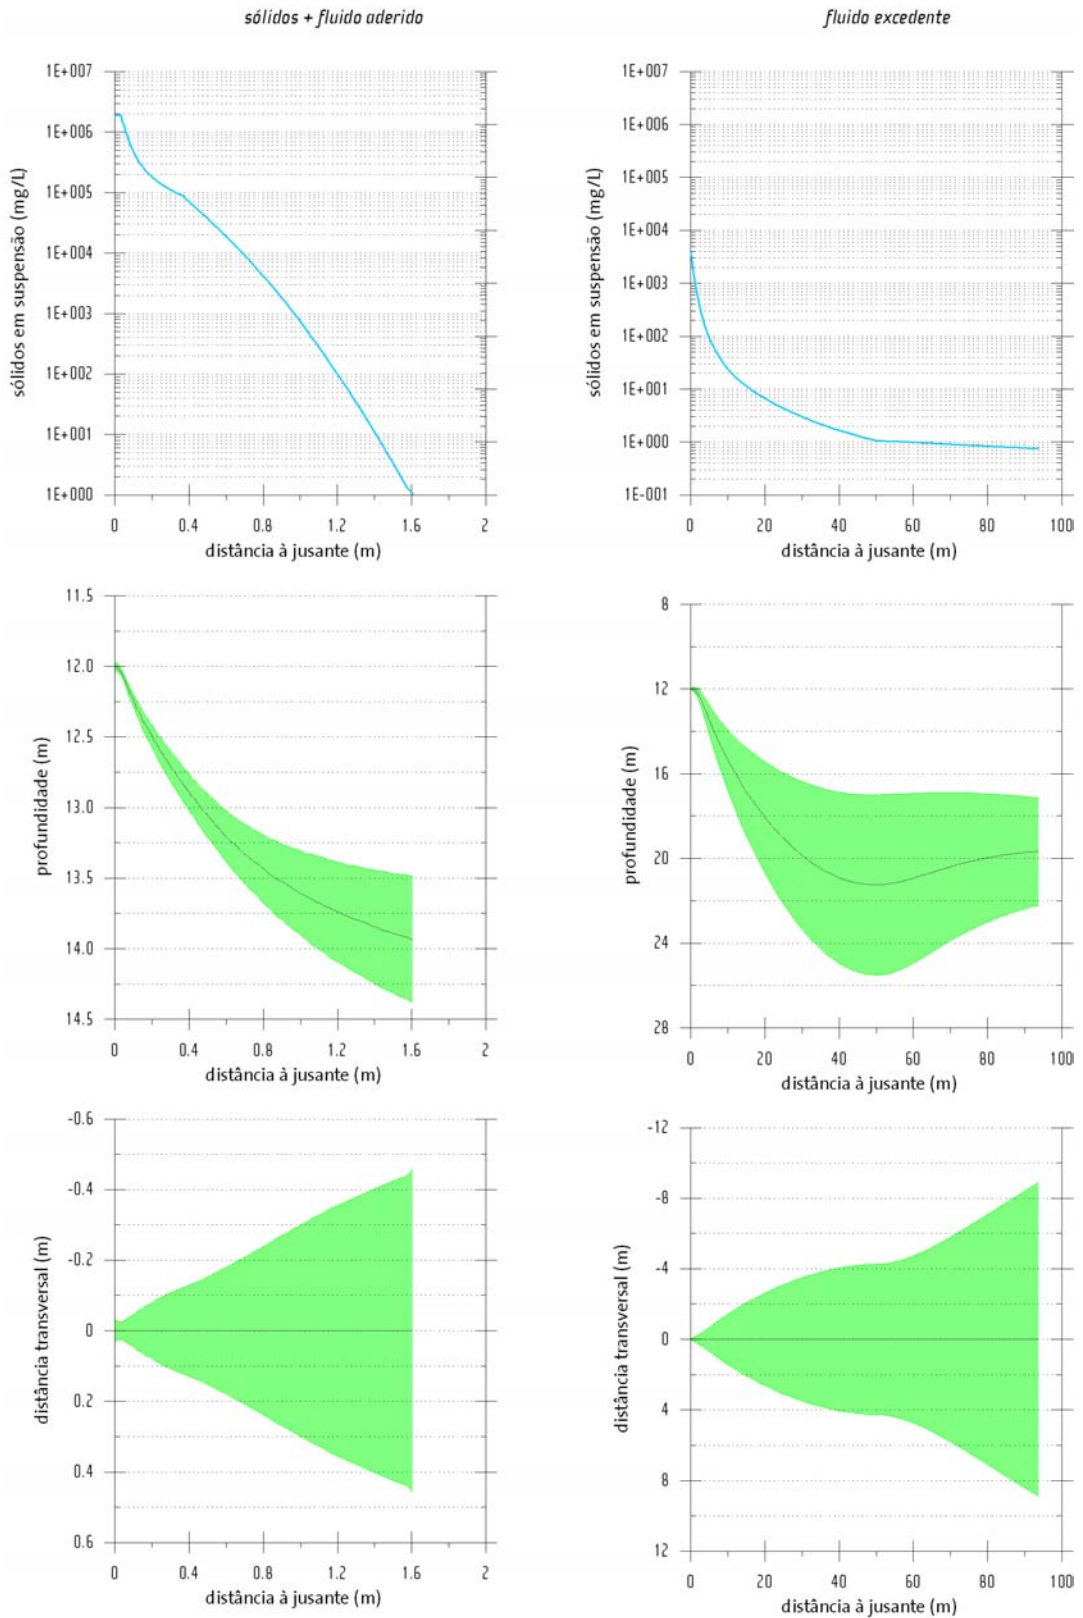 sólidos + fluido aderido
fluido excedente
1E+007
1E+006
1E+005
1E+004
1E+003
1E+002
1E+001
1E+000
sólidos em suspensão (mg/L)
0 0.4 0.8 1.2 1.6 2
distância à jusante (m)
1E+007
1E+006
1E+005
1E+004
1E+003
1E+002
1E+001
1E+000
1E-001
sólidos em suspensão (mg/L)
0 20 40 60 80 100
distância à jusante (m)
11.5
12.0
12.5
13.0
13.5
14.0
14.5
profundidade (m)
0 0.4 0.8 1.2 1.6 2
distância à jusante (m)
8
12
16
20
24
28
profundidade (m)
0 20 40 60 80 100
distância à jusante (m)
-0.6
-0.4
-0.2
0
0.2
0.4
0.6
distância transversal (m)
0 0.4 0.8 1.2 1.6 2
distância à jusante (m)
-12
-8
-4
0
4
8
12
distância transversal (m)
0 20 40 60 80 100
distância à jusante (m)